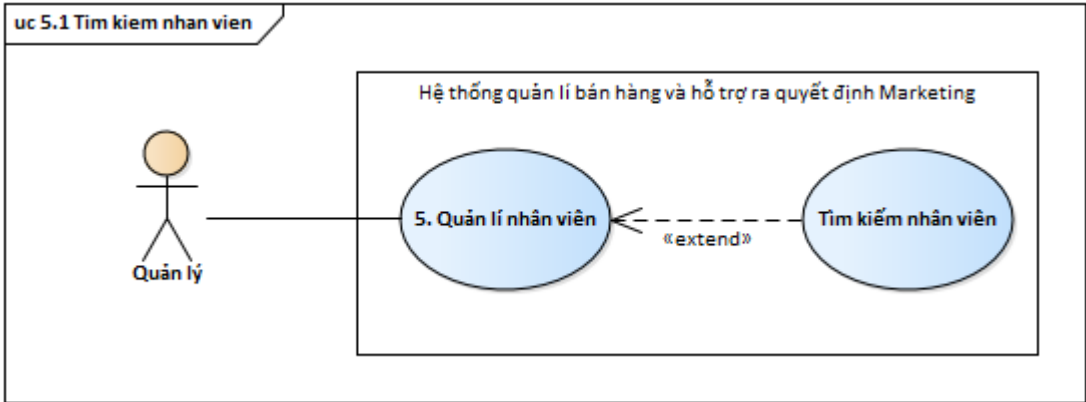 uc 5.1 Tim kiem nhan vien
Hệ thống quản lí bán hàng và hỗ trợ ra quyết định Marketing
5. Quản lí nhân viên
Tìm kiếm nhân viên
«extend»
Quản lý